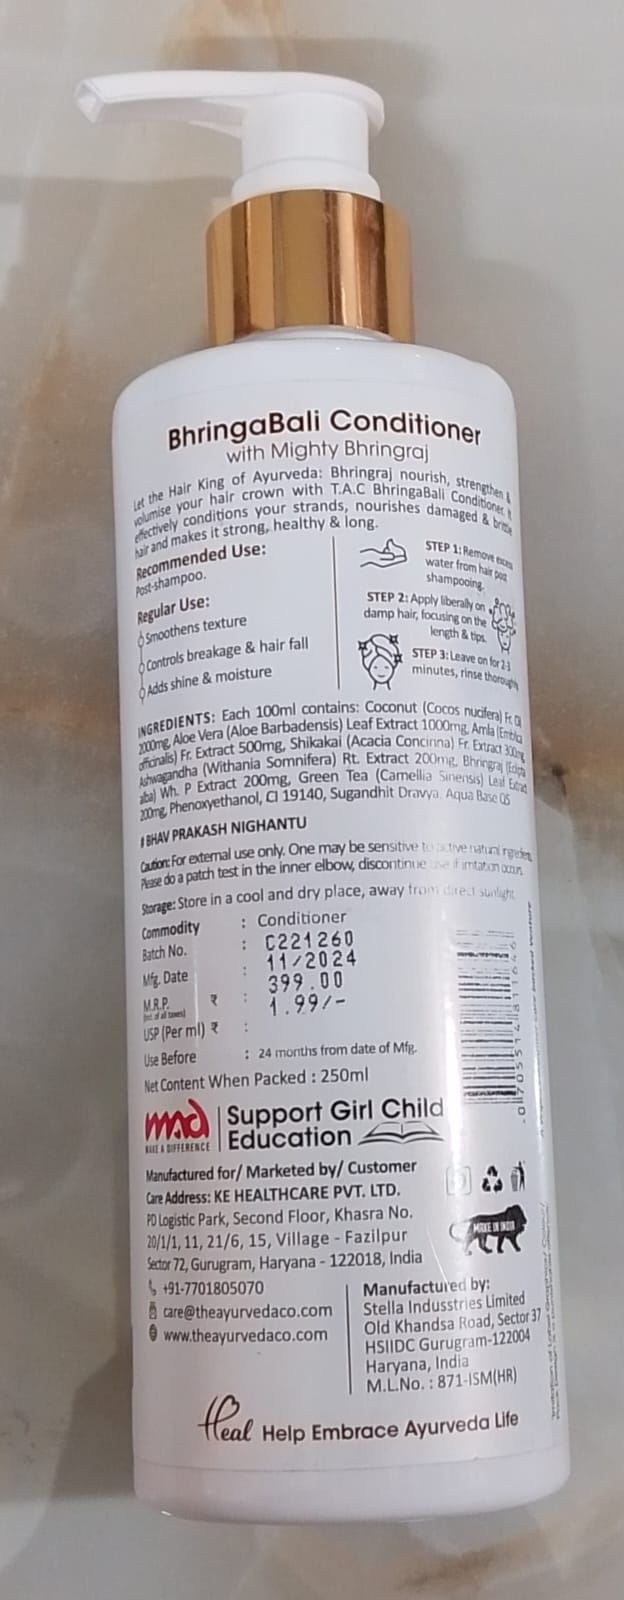 BhringaBali Conditioner
with Mighty Bhringraj
Let the Hair King of Ayurveda: Bhringraj nourish, strengthen &
volumise your hair crown with T.A.C BhringaBali Conditioner. It
effectively conditions your strands, nourishes damaged & brittle
hair and makes it strong, healthy & long.
Recommended Use:
Post-shampoo.
Regular Use:
Smoothens texture
Controls breakage & hair fall
Adds shine & moisture
STEP 1: Remove excess
water from hair post
shampooing.
STEP 2: Apply liberally on
damp hair, focusing on the
length & tips.
STEP 3: Leave on for 2-3
minutes, rinse thoroughly
INGREDIENTS: Each 100ml contains: Coconut (Cocos nucifera) Fr. Oil
2000mg, Aloe Vera (Aloe Barbadensis) Leaf Extract 1000mg, Amla (Emblica
officinalis) Fr. Extract 500mg, Shikakai (Acacia Concinna) Fr. Extract 300mg,
Ashwagandha (Withania Somnifera) Rt. Extract 200mg, Bhringraj (Eclipta
alba) Wh. P Extract 200mg, Green Tea (Camellia Sinensis) Leaf Extract
200mg, Phenoxyethanol, CI 19140, Sugandhit Dravya, Aqua Base QS
# BHAV PRAKASH NIGHANTU
Caution: For external use only. One may be sensitive to active natural ingredients.
Please do a patch test in the inner elbow, discontinue use if irritation occurs.
Storage: Store in a cool and dry place, away from direct sunlight.
Commodity : Conditioner
Batch No. : C221260
Mfg. Date : 11/2024
M.R.P. ₹ : 399.00
(Incl. of all taxes)
USP (Per ml) ₹ : 1.99/-
Use Before : 24 months from date of Mfg.
Net Content When Packed : 250ml
mad
MAKE A DIFFERENCE
Support Girl Child
Education
Manufactured for/ Marketed by/ Customer
Care Address: KE HEALTHCARE PVT. LTD.
PD Logistic Park, Second Floor, Khasra No.
20/1/1, 11, 21/6, 15, Village - Fazilpur
Sector 72, Gurugram, Haryana - 122018, India
+91-7701805070
care@theayurvedaco.com
www.theayurvedaco.com
MAKE IN INDIA
Manufactured by:
Stella Indusstries Limited
Old Khandsa Road, Sector 37
HSIIDC Gurugram-122004
Haryana, India
M.L.No. : 871-ISM(HR)
Heal Help Embrace Ayurveda Life